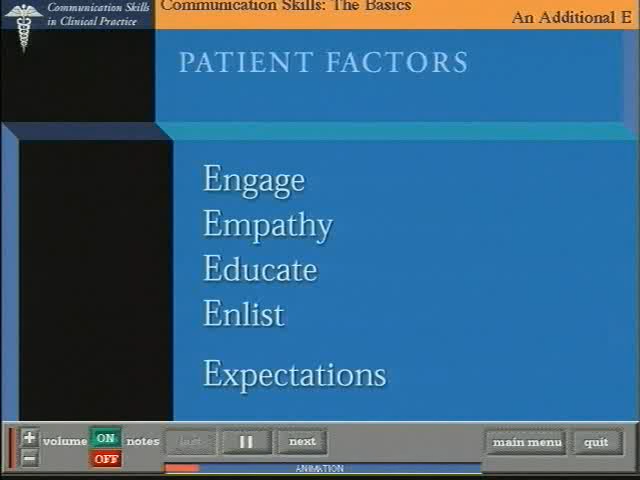 Communication Skills
in Clinical Practice
Communication Skills: The Basics
An Additional E
PATIENT FACTORS
Engage
Empathy
Educate
Enlist
Expectations
+
volume
ON
notes
last
next
main menu
quit
−
OFF
ANIMATION